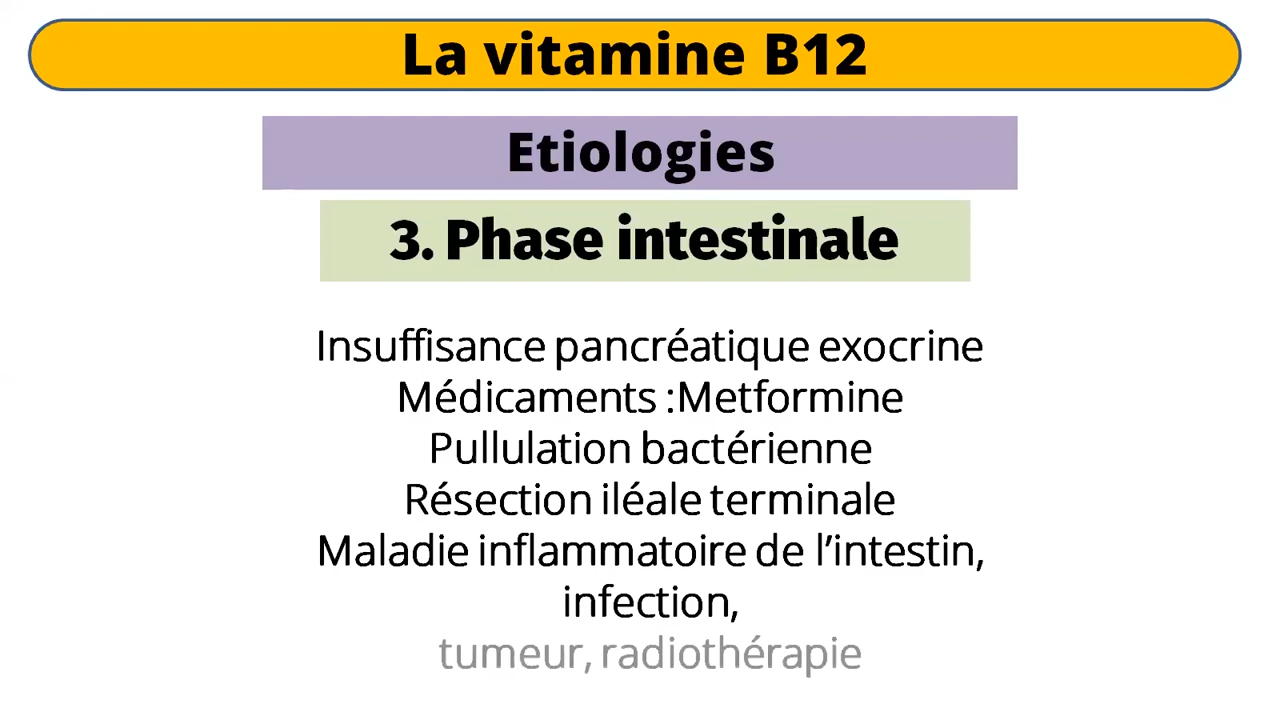 La vitamine B12
Etiologies
3. Phase intestinale
Insuffisance pancréatique exocrine
Médicaments :Metformine
Pullulation bactérienne
Résection iléale terminale
Maladie inflammatoire de l’intestin,
infection,
tumeur, radiothérapie